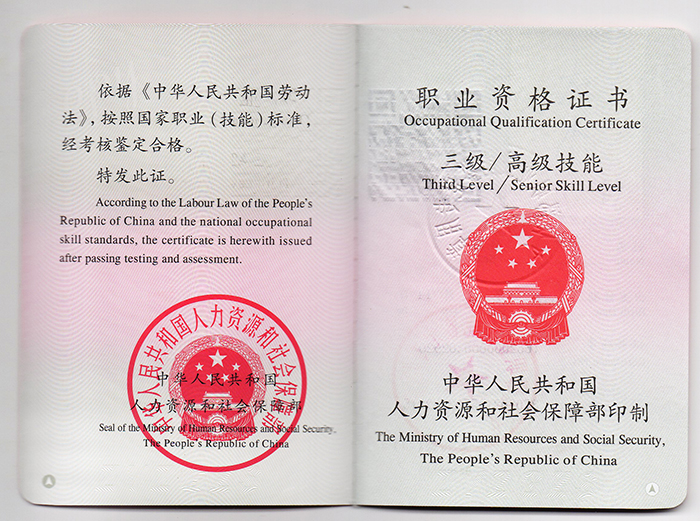 依据《中华人民共和国劳动
法》,按照国家职业(技能)标准,
经考核鉴定合格。
特发此证。
According to the Labour Law of the People's
Republic of China and the national occupational
skill standards, the certificate is herewith issued
after passing testing and assessment.
中华人民共和国人力资源和社会保障部
中华人民共和国
人力资源和社会保障部
Seal of the Ministry of Human Resources and Social Security,
The People's Republic of China
职业资格证书
Occupational Qualification Certificate
三级/高级技能
Third Level/Senior Skill Level
中华人民共和国
人力资源和社会保障部印制
The Ministry of Human Resources and Social Security,
The People's Republic of China